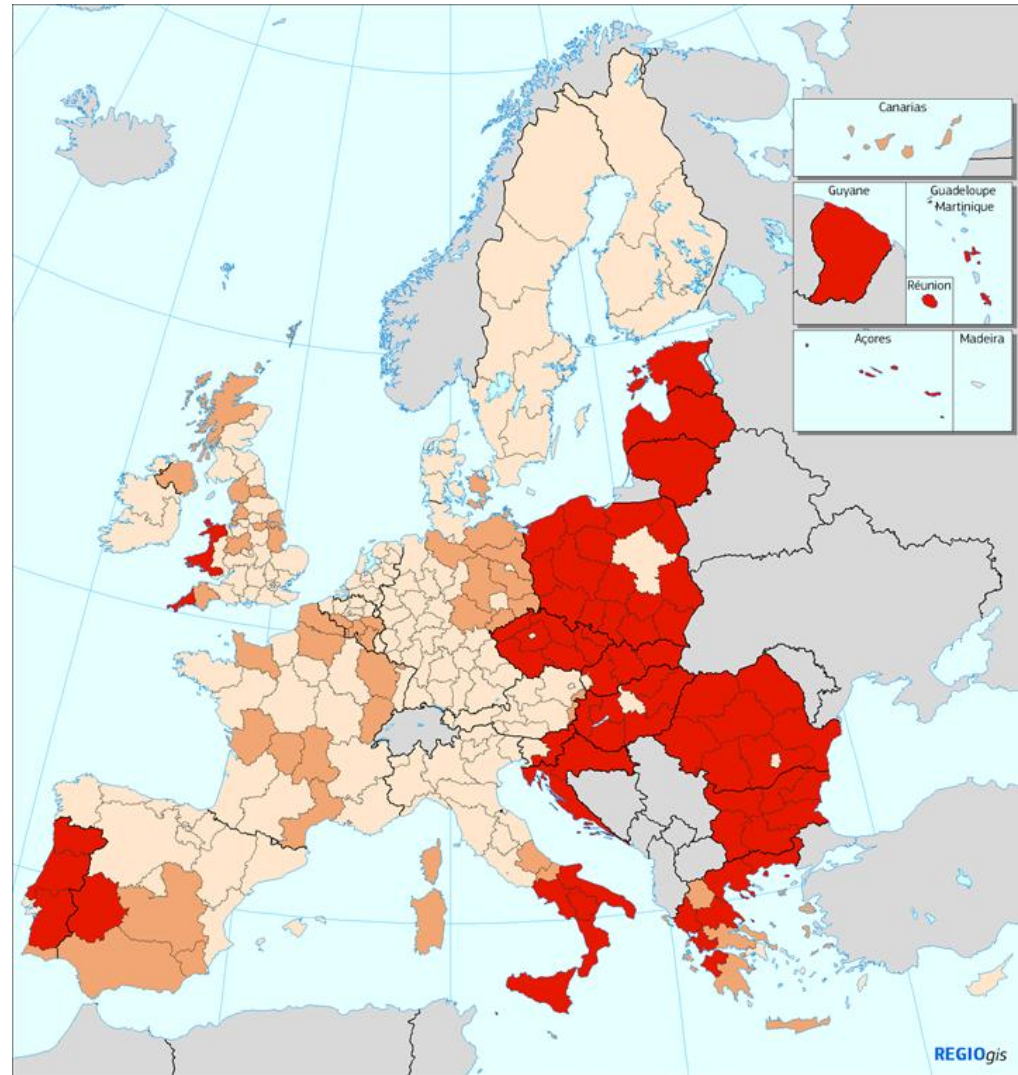 Canarias
Guyane
Guadeloupe
Martinique
Réunion
Açores
Madeira
REGIOgis